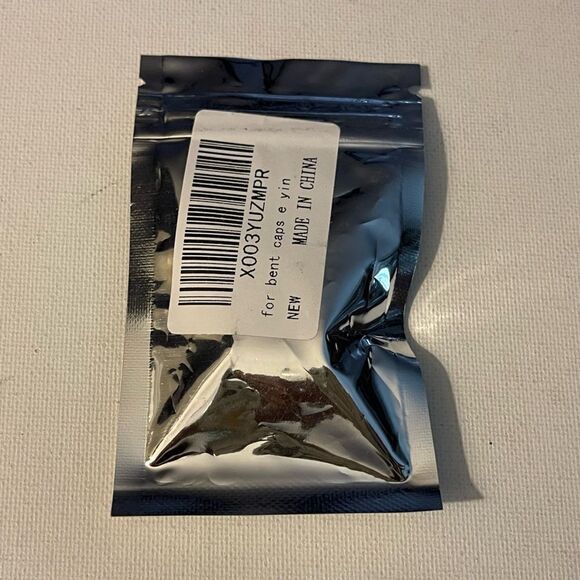 X003YUZMPR
for bent caps e yin
NEW MADE IN CHINA